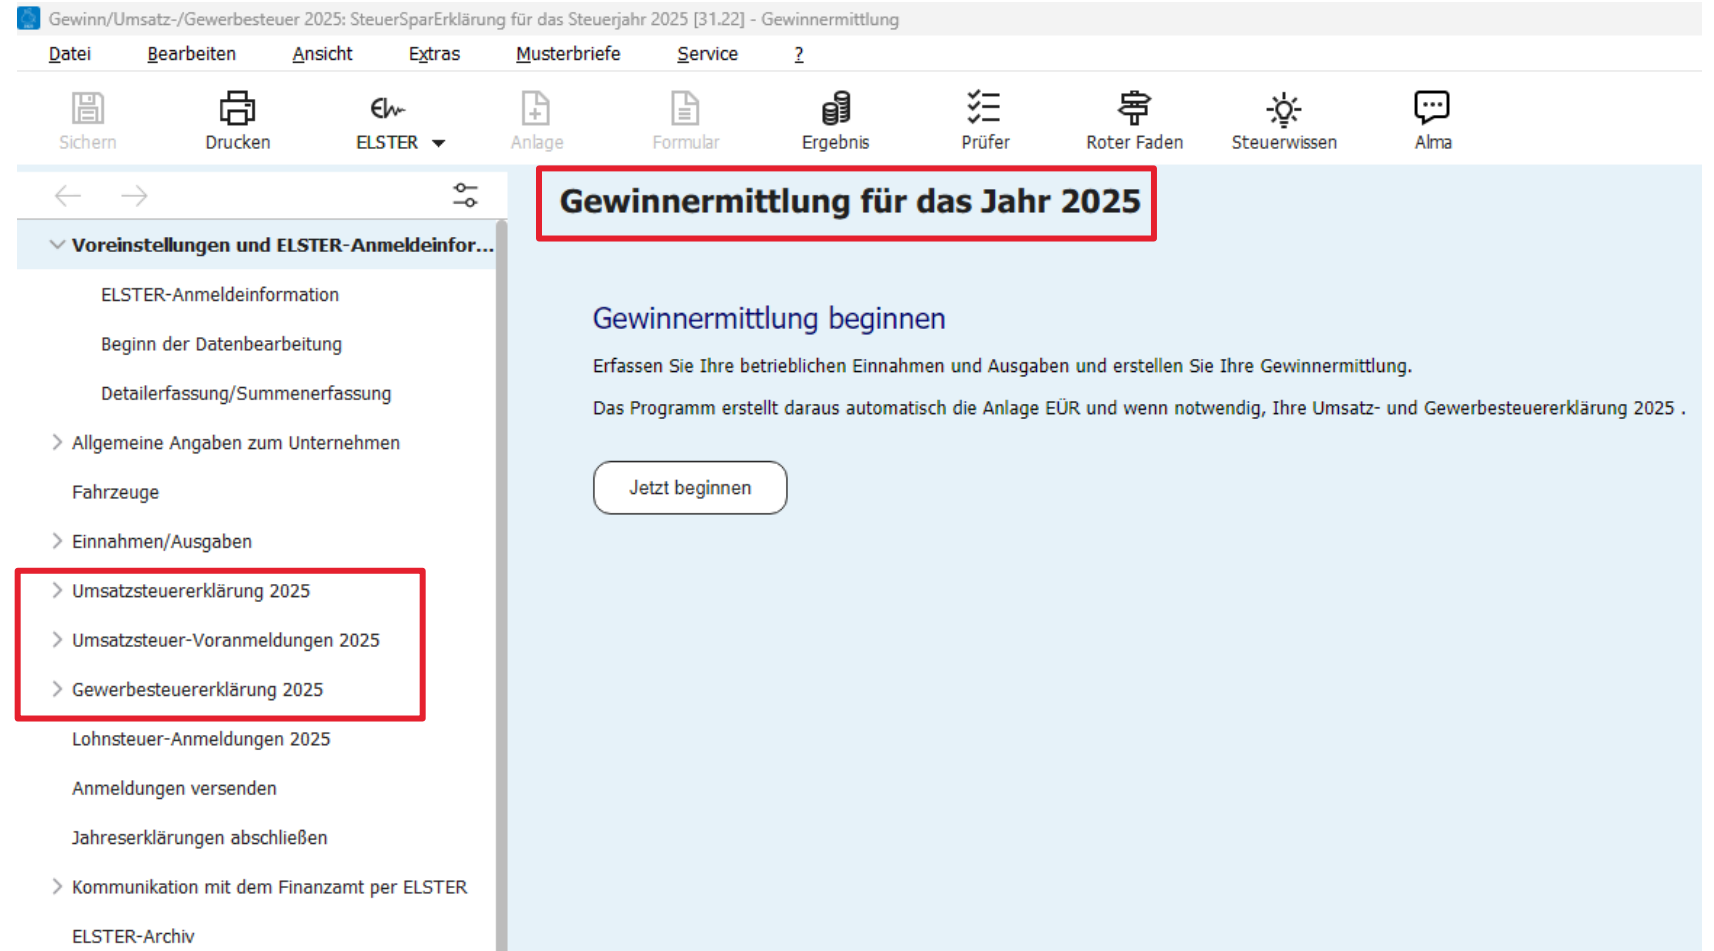 Gewinn/Umsatz-/Gewerbesteuer 2025: SteuerSparErklärung für das Steuerjahr 2025 [31.22] - Gewinnermittlung
Datei Bearbeiten Ansicht Extras Musterbriefe Service ?
Sichern Drucken ELSTER Anlage Formular Ergebnis Prüfer Roter Faden Steuerwissen Alma
Voreinstellungen und ELSTER-Anmeldeinfor...
ELSTER-Anmeldeinformation
Beginn der Datenbearbeitung
Detailerfassung/Summenerfassung
Allgemeine Angaben zum Unternehmen
Fahrzeuge
Einnahmen/Ausgaben
Umsatzsteuererklärung 2025
Umsatzsteuer-Voranmeldungen 2025
Gewerbesteuererklärung 2025
Lohnsteuer-Anmeldungen 2025
Anmeldungen versenden
Jahreserklärungen abschließen
Kommunikation mit dem Finanzamt per ELSTER
ELSTER-Archiv
Gewinnermittlung für das Jahr 2025
Gewinnermittlung beginnen
Erfassen Sie Ihre betrieblichen Einnahmen und Ausgaben und erstellen Sie Ihre Gewinnermittlung.
Das Programm erstellt daraus automatisch die Anlage EÜR und wenn notwendig, Ihre Umsatz- und Gewerbesteuererklärung 2025 .
Jetzt beginnen